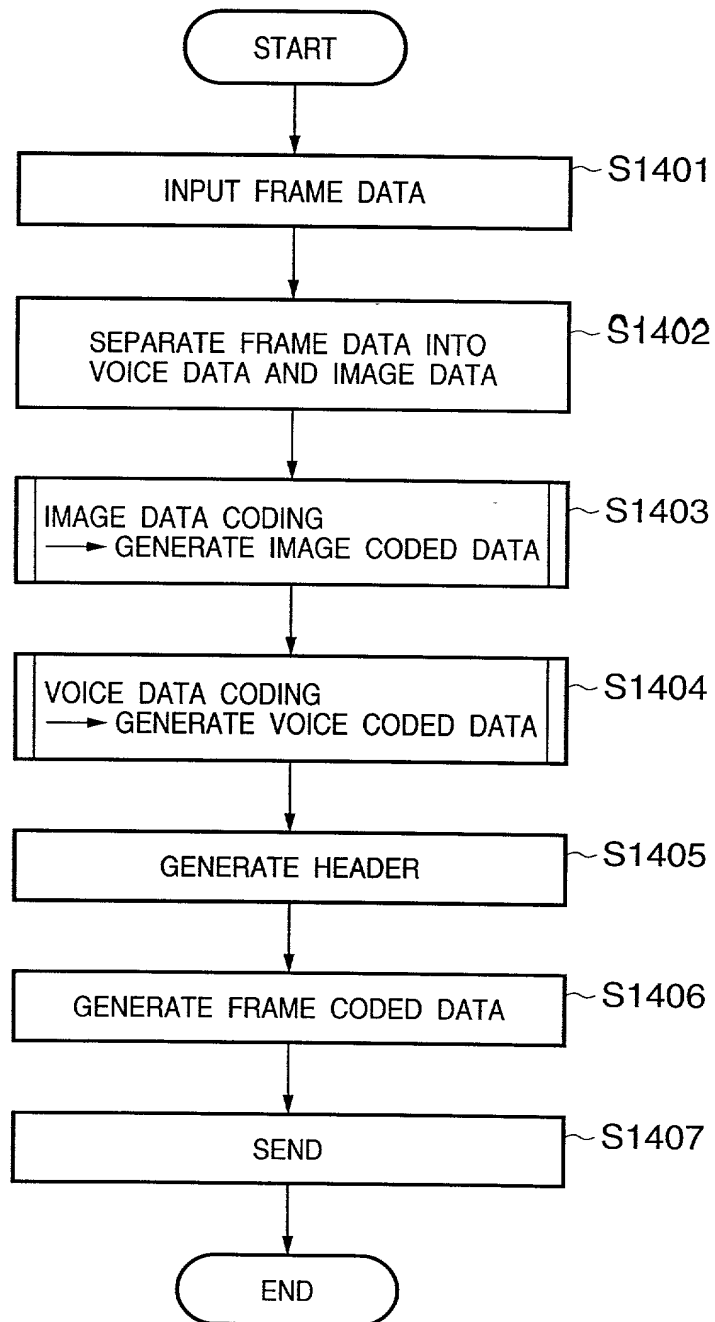 START
INPUT FRAME DATA
S1401
SEPARATE FRAME DATA INTO
VOICE DATA AND IMAGE DATA
S1402
IMAGE DATA CODING
→ GENERATE IMAGE CODED DATA
S1403
VOICE DATA CODING
→ GENERATE VOICE CODED DATA
S1404
GENERATE HEADER
S1405
GENERATE FRAME CODED DATA
S1406
SEND
S1407
END